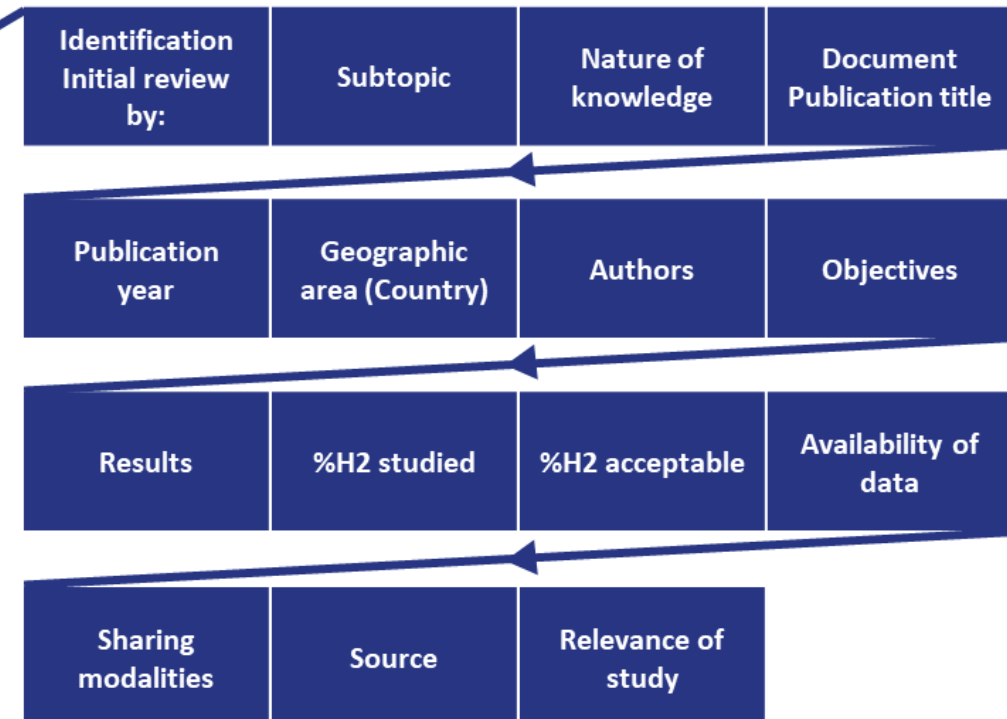 Identification
Initial review
by:
Subtopic
Nature of
knowledge
Document
Publication title
Publication
year
Geographic
area (Country)
Authors
Objectives
Results
%H2 studied
%H2 acceptable
Availability of
data
Sharing
modalities
Source
Relevance of
study